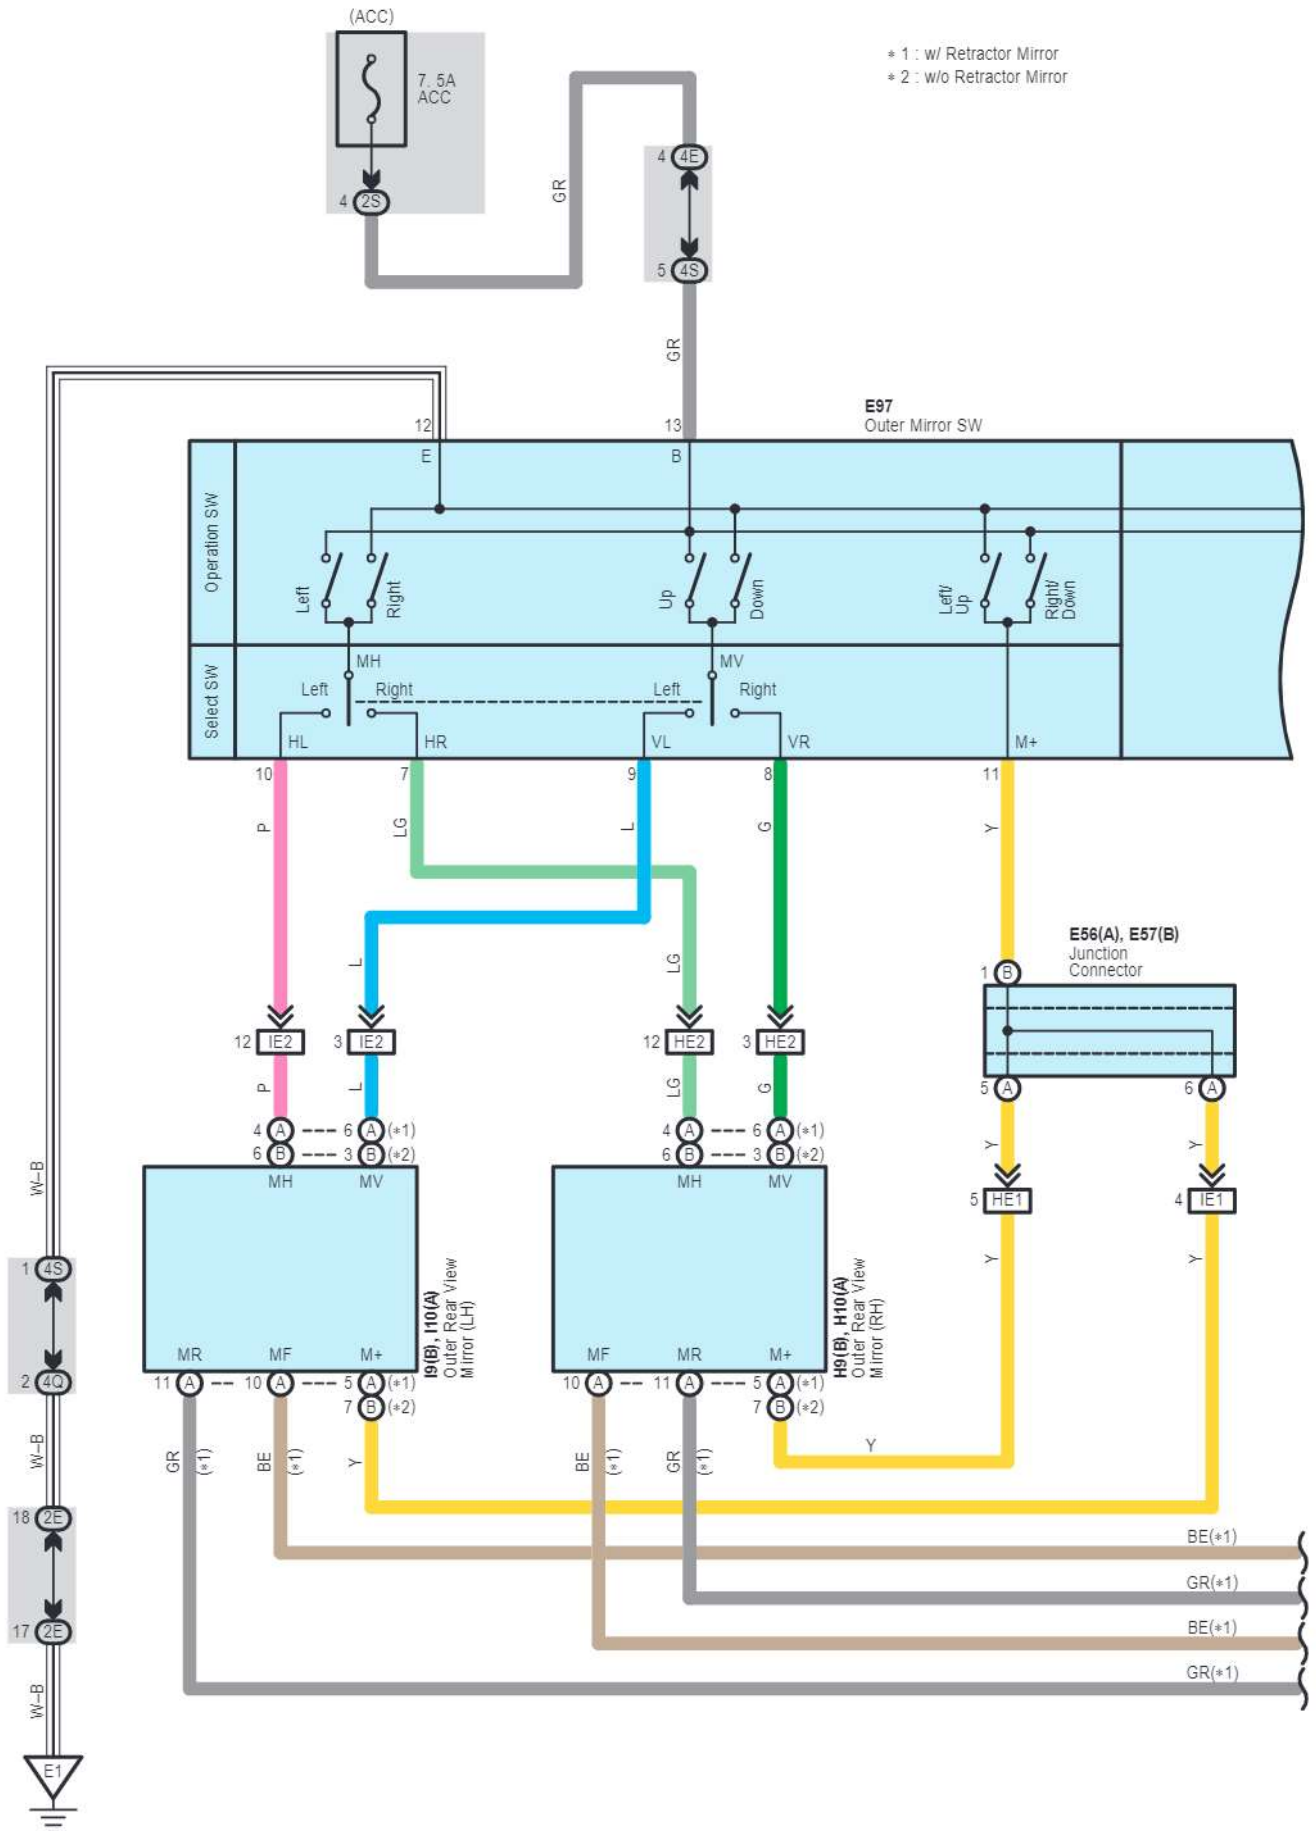 (ACC)
7. 5A
ACC
4 2S
GR
∗ 1 : w/ Retractor Mirror
∗ 2 : w/o Retractor Mirror
4 4E
5 4S
GR
E97
Outer Mirror SW
12
13
E
B
Operation SW
Left
Right
Up
Down
Left/
Up
Right/
Down
Select SW
MH
MV
Left
Right
Left
Right
HL
HR
VL
VR
M+
10
7
9
8
11
P
LG
L
G
Y
E56(A), E57(B)
Junction
Connector
L
LG
1 B
12 IE2
3 IE2
12 HE2
3 HE2
P
L
LG
G
5 A
6 A
4 A
6 A (∗1)
4 A
6 A (∗1)
6 B
3 B (∗2)
6 B
3 B (∗2)
Y
Y
MH
MV
MH
MV
5 HE1
4 IE1
W–B
Y
Y
1 4S
2 4Q
I9(B), I10(A)
Outer Rear View
Mirror (LH)
H9(B), H10(A)
Outer Rear View
Mirror (RH)
MR
MF
M+
MF
MR
M+
11 A
10 A
5 A (∗1)
10 A
11 A
5 A (∗1)
7 B (∗2)
7 B (∗2)
W–B
GR
(∗1)
BE
(∗1)
Y
BE
(∗1)
GR
(∗1)
Y
18 2E
17 2E
BE(∗1)
GR(∗1)
BE(∗1)
GR(∗1)
W–B
E1